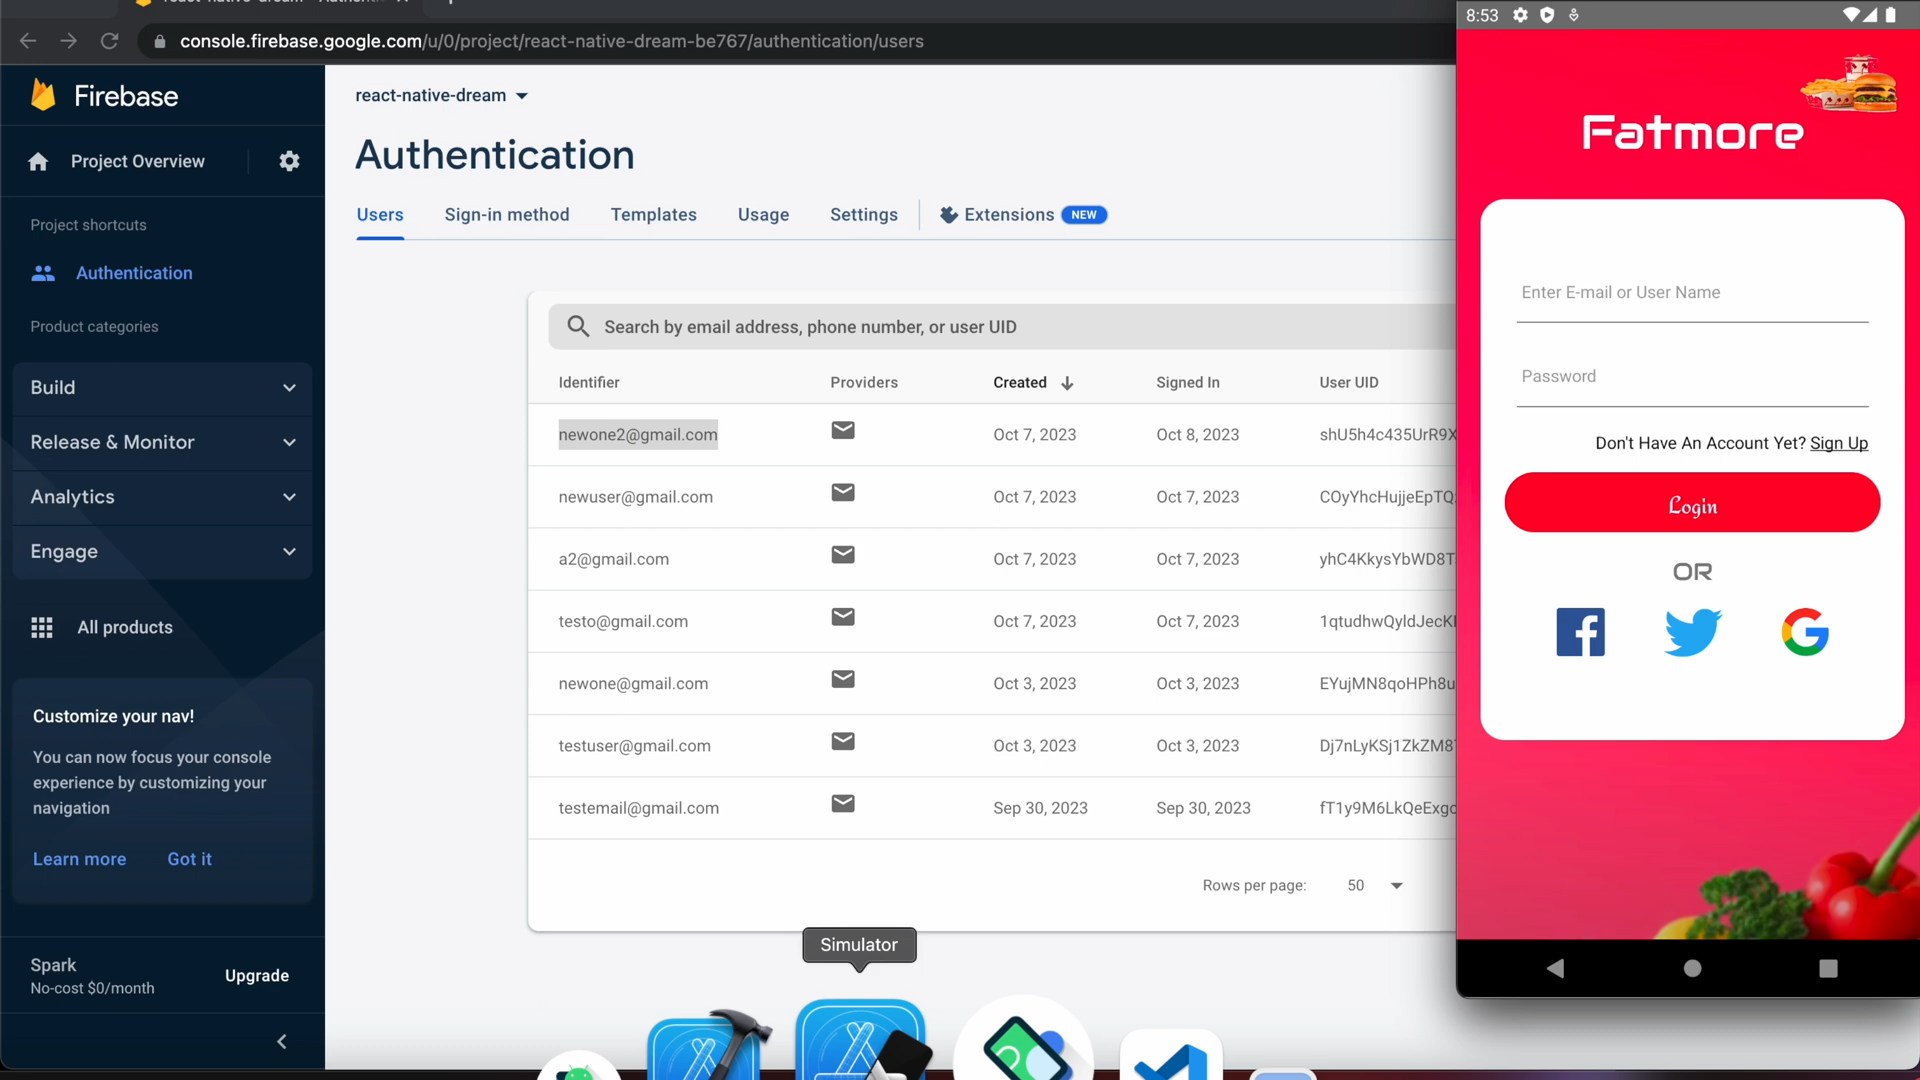 console.firebase.google.com/u/0/project/react-native-dream-be767/authentication/users
Firebase
Project Overview
Project shortcuts
Authentication
Product categories
Build
Release & Monitor
Analytics
Engage
All products
Customize your nav!
You can now focus your console
experience by customizing your
navigation
Learn more Got it
Spark
No-cost $0/month
Upgrade
react-native-dream
Authentication
Users Sign-in method Templates Usage Settings Extensions NEW
Search by email address, phone number, or user UID
Identifier Providers Created Signed In User UID
newone2@gmail.com Oct 7, 2023 Oct 8, 2023 shU5h4c435UrR9X
newuser@gmail.com Oct 7, 2023 Oct 7, 2023 COyYhcHujjeEpTQ
a2@gmail.com Oct 7, 2023 Oct 7, 2023 yhC4KkysYbWD8T
testo@gmail.com Oct 7, 2023 Oct 7, 2023 1qtudhwQyldJecK
newone@gmail.com Oct 3, 2023 Oct 3, 2023 EYujMN8qoHPh8u
testuser@gmail.com Oct 3, 2023 Oct 3, 2023 Dj7nLyKSj1ZkZM8
testemail@gmail.com Sep 30, 2023 Sep 30, 2023 fT1y9M6LkQeExgc
Rows per page: 50
Simulator
8:53
Fatmore
Enter E-mail or User Name
Password
Don't Have An Account Yet? Sign Up
Login
OR